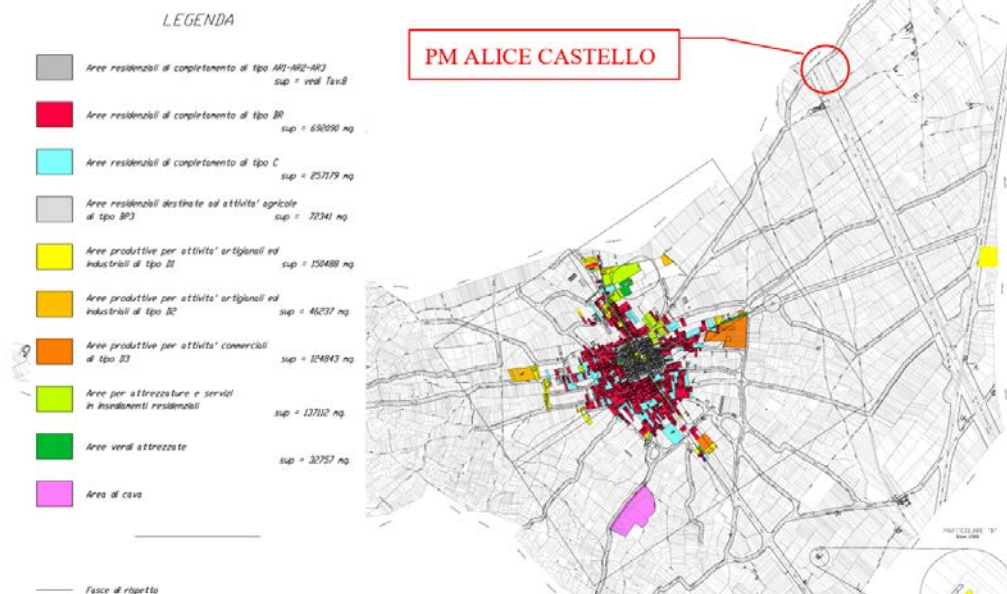 LEGENDA
Aree residenziali di completamento di tipo AR1-AR2-AR3
sup = vedi Tav.8
Aree residenziali di completamento di tipo BR
sup = 692090 mq.
Aree residenziali di completamento di tipo C
sup = 257179 mq.
Aree residenziali destinate ad attivita' agricole
di tipo BP3 sup = 72341 mq.
Aree produttive per attivita' artigianali ed
industriali di tipo D1 sup = 150488 mq.
Aree produttive per attivita' artigianali ed
industriali di tipo D2 sup = 46237 mq.
Aree produttive per attivita' commerciali
di tipo D3 sup = 124843 mq.
Aree per attrezzature e servizi
in insediamenti residenziali sup = 137112 mq.
Aree verdi attrezzate
sup = 32757 mq.
Area di cava
Fasce di rispetto
PM ALICE CASTELLO
PARTICOLARE "B"